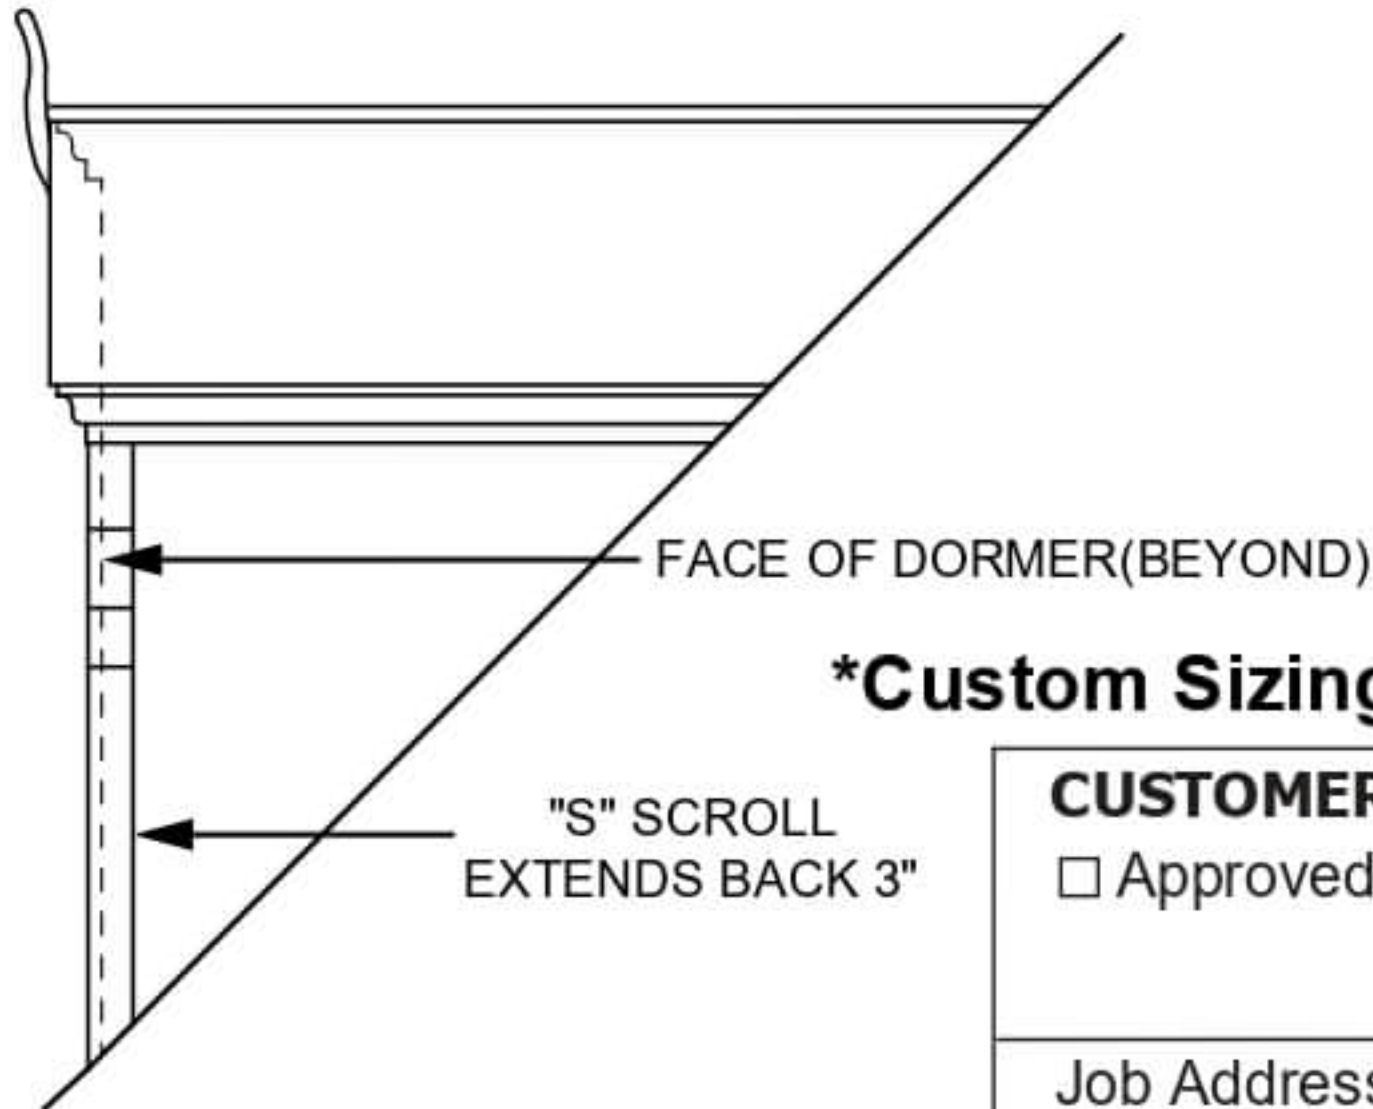 FACE OF DORMER(BEYOND)
*Custom Sizing
"S" SCROLL
EXTENDS BACK 3"
CUSTOMER
☐ Approved
Job Address